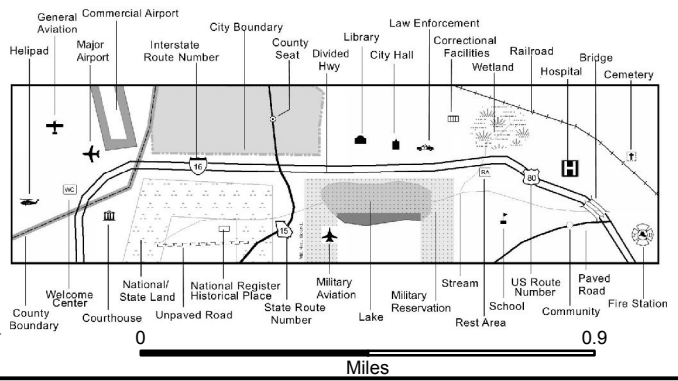 General
Aviation
Commercial Airport
Helipad
Major
Airport
Interstate
Route Number
City Boundary
County
Seat
Divided
Hwy
Library
City Hall
Law Enforcement
Correctional
Facilities
Wetland
Railroad
Hospital
Bridge
Cemetery
16
WC
RA
80
15
County
Boundary
Welcome
Center
Courthouse
National/
State Land
Unpaved Road
National Register
Historical Place
State Route
Number
Military
Aviation
Lake
Military
Reservation
Stream
Rest Area
School
US Route
Number
Community
Paved
Road
Fire Station
0
0.9
Miles